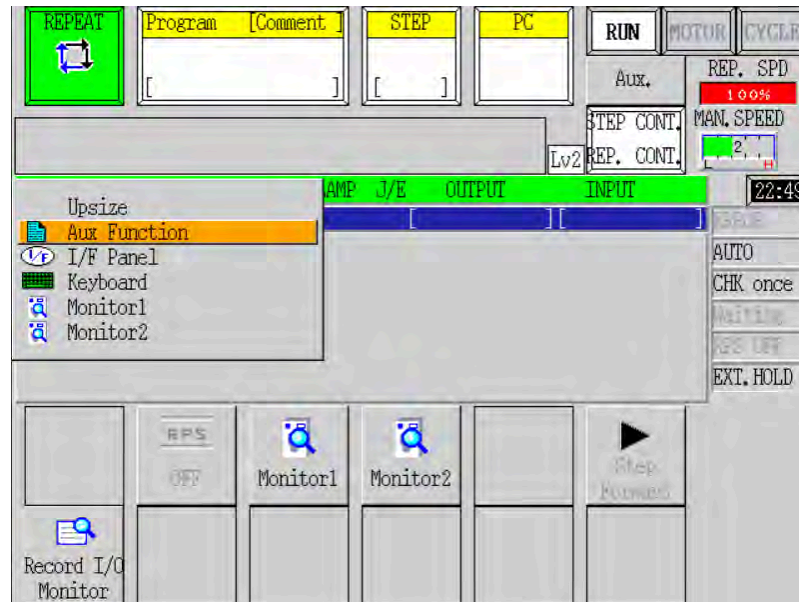 REPEAT
Program [Comment ]
[ ]
STEP
[ ]
PC
RUN
MOTOR
CYCLE
Aux.
REP. SPD
100%
STEP CONT.
REP. CONT.
MAN.SPEED
2
L H
Lv2
AMP J/E OUTPUT INPUT
22:49
[ ][ ]
Upsize
Aux Function
I/F Panel
Keyboard
Monitor1
Monitor2
AUTO
CHK once
Waiting
RPS OFF
EXT.HOLD
RPS
OFF
Monitor1
Monitor2
Step
Forward
Record I/O
Monitor